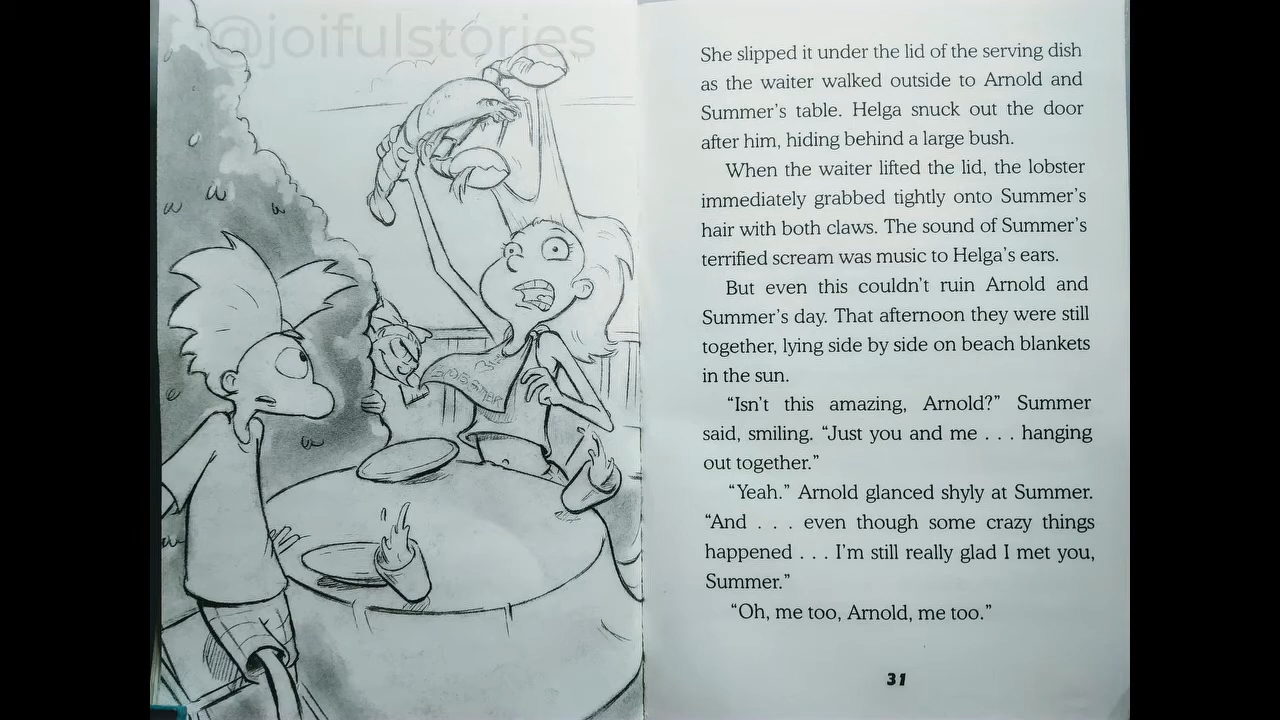 @joifulstories
LOBSTER
She slipped it under the lid of the serving dish
as the waiter walked outside to Arnold and
Summer's table. Helga snuck out the door
after him, hiding behind a large bush.
When the waiter lifted the lid, the lobster
immediately grabbed tightly onto Summer's
hair with both claws. The sound of Summer's
terrified scream was music to Helga's ears.
But even this couldn't ruin Arnold and
Summer's day. That afternoon they were still
together, lying side by side on beach blankets
in the sun.
“Isn't this amazing, Arnold?” Summer
said, smiling. “Just you and me . . . hanging
out together.”
“Yeah.” Arnold glanced shyly at Summer.
“And . . . even though some crazy things
happened . . . I'm still really glad I met you,
Summer.”
“Oh, me too, Arnold, me too.”
31